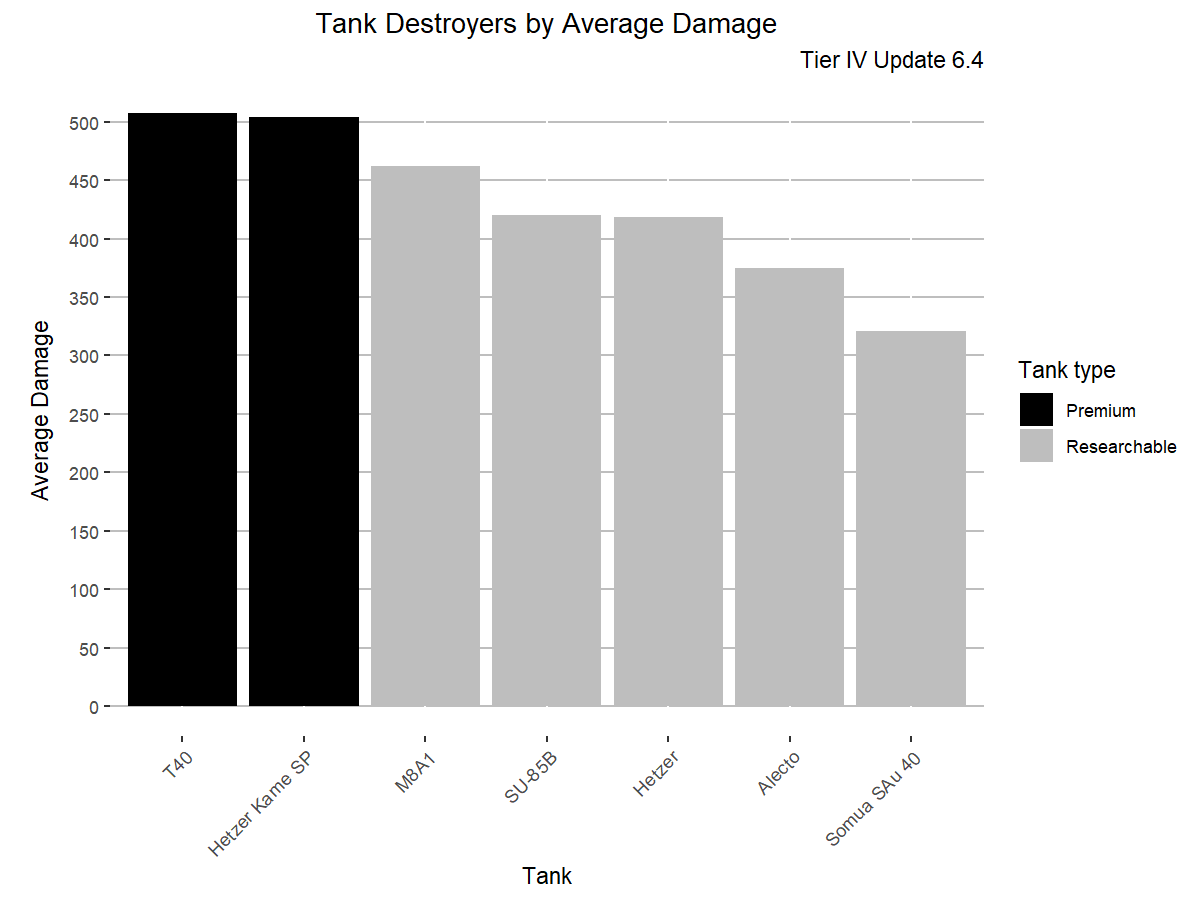 Tank Destroyers by Average Damage
Tier IV Update 6.4
Average Damage
500
450
400
350
300
250
200
150
100
50
0
T40
Hetzer Kame SP
M8A1
SU-85B
Hetzer
Alecto
Somua SAu 40
Tank
Tank type
Premium
Researchable